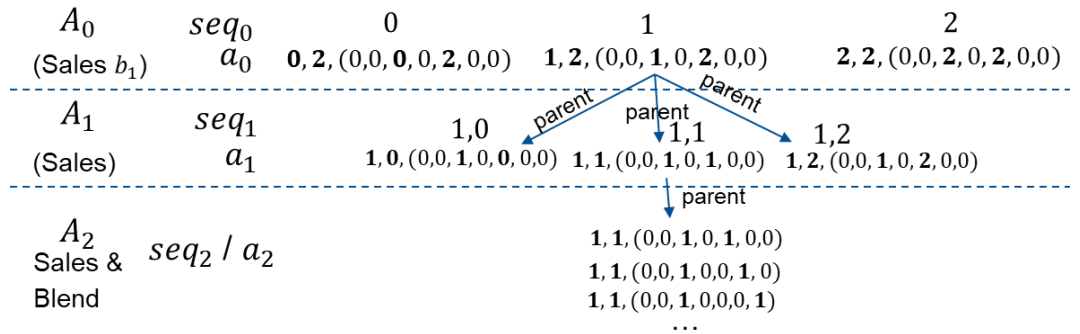 A₀ seq₀ 0 1 2
(Sales b₁) a₀ 0, 2, (0,0, 0, 0, 2, 0,0) 1, 2, (0,0, 1, 0, 2, 0,0) 2, 2, (0,0, 2, 0, 2, 0,0)
parent parent parent
A₁ seq₁ 1,0 1,1 1,2
(Sales) a₁ 1, 0, (0,0, 1, 0, 0, 0,0) 1, 1, (0,0, 1, 0, 1, 0,0) 1, 2, (0,0, 1, 0, 2, 0,0)
parent
A₂ seq₂ / a₂ 1, 1, (0,0, 1, 0, 1, 0,0)
Sales & 1, 1, (0,0, 1, 0,0, 1, 0)
Blend 1, 1, (0,0, 1, 0,0,0, 1)
...